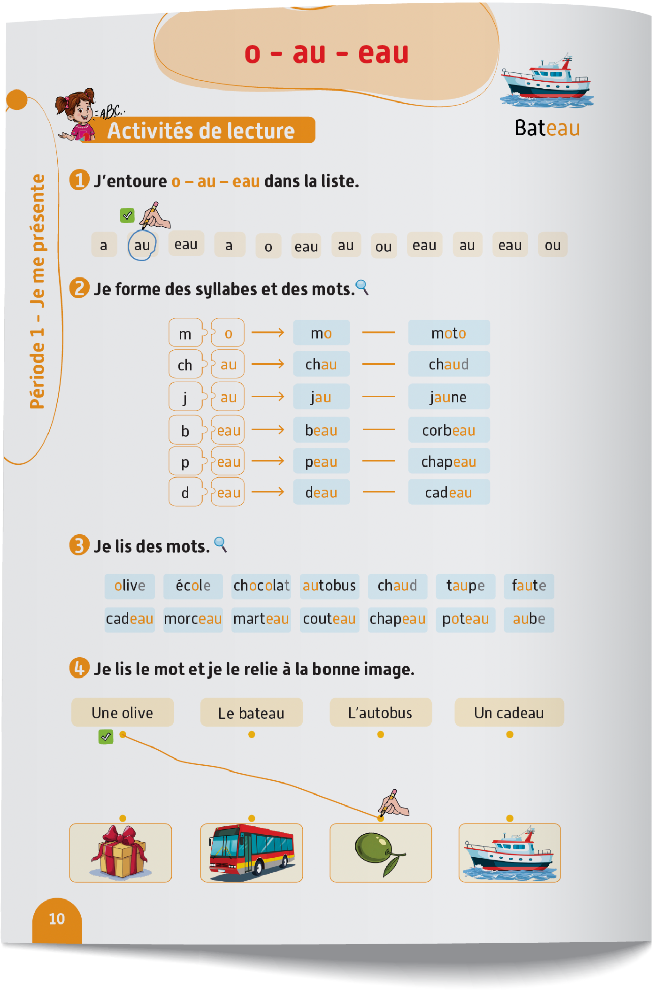 o - au - eau
Bateau
A.B.C..
Activités de lecture
Période 1 - Je me présente
1 J'entoure o – au – eau dans la liste.
a au eau a o eau au ou eau au eau ou
2 Je forme des syllabes et des mots.
m o mo moto
ch au chau chaud
j au jau jaune
b eau beau corbeau
p eau peau chapeau
d eau deau cadeau
3 Je lis des mots.
olive école chocolat autobus chaud taupe faute
cadeau morceau marteau couteau chapeau poteau aube
4 Je lis le mot et je le relie à la bonne image.
Une olive Le bateau L'autobus Un cadeau
10